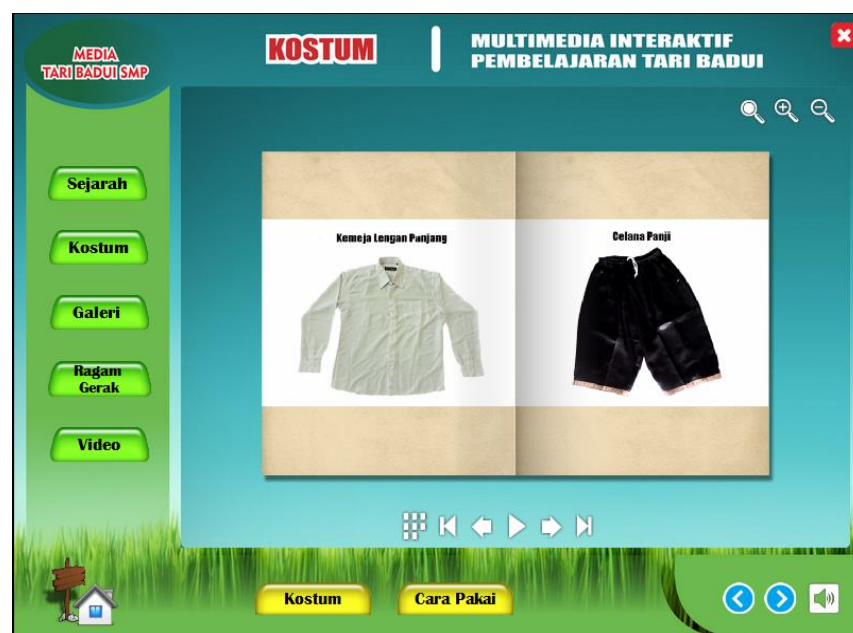 MEDIA
TARI BADUI SMP
KOSTUM
MULTIMEDIA INTERAKTIF
PEMBELAJARAN TARI BADUI
Sejarah
Kostum
Galeri
Ragam
Gerak
Video
Kemeja Lengan Panjang
Celana Panji
Kostum
Cara Pakai